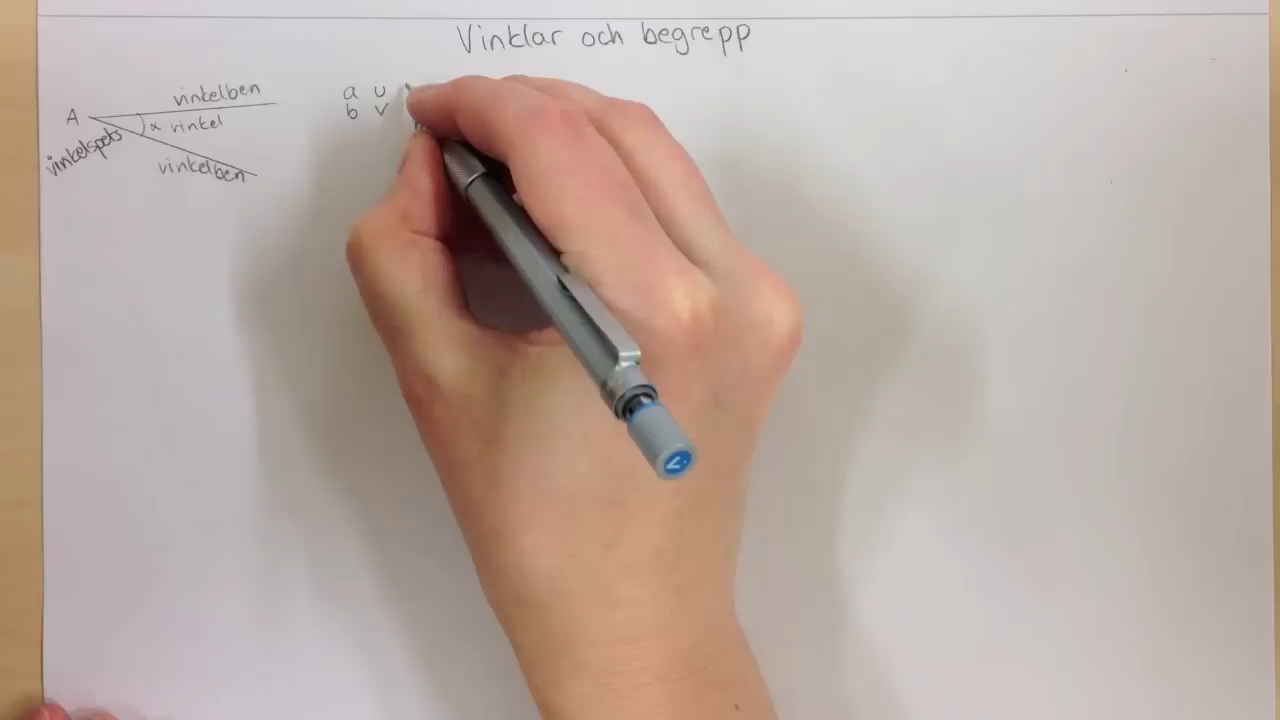 Vinklar och begrepp
vinkelben
A
x vinkel
vinkelspets
vinkelben
a u
b v